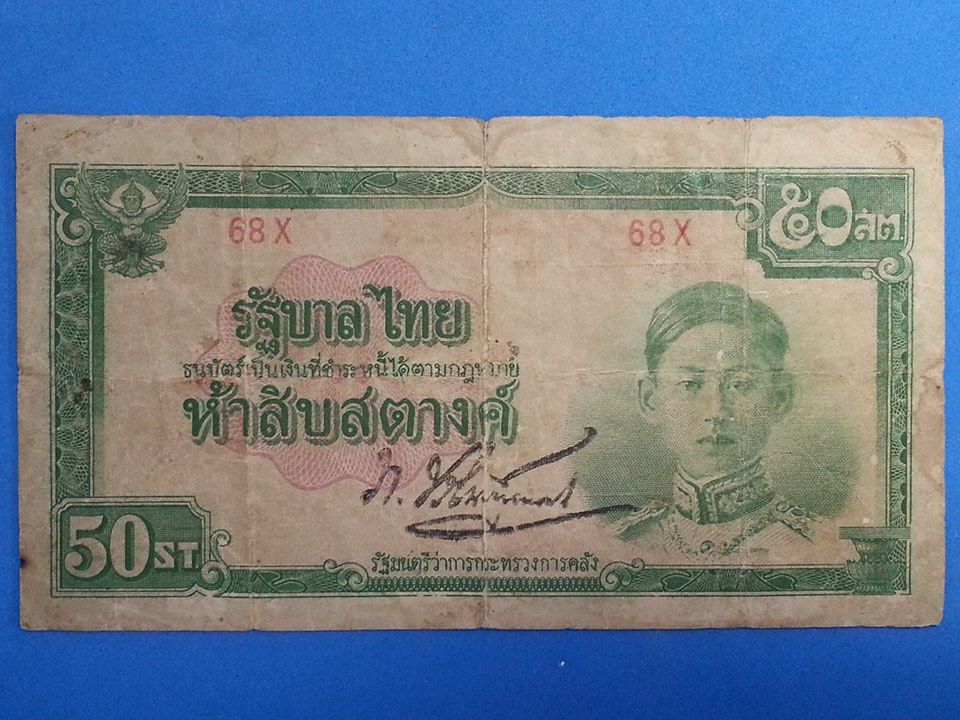 ๕๐ สต.
68 X 68 X
รัฐบาลไทย
ธนบัตร์เป็นเงินที่ชำระหนี้ได้ตามกฎหมาย
ห้าสิบสตางค์
50 ST.
รัฐมนตรีว่าการกระทรวงการคลัง